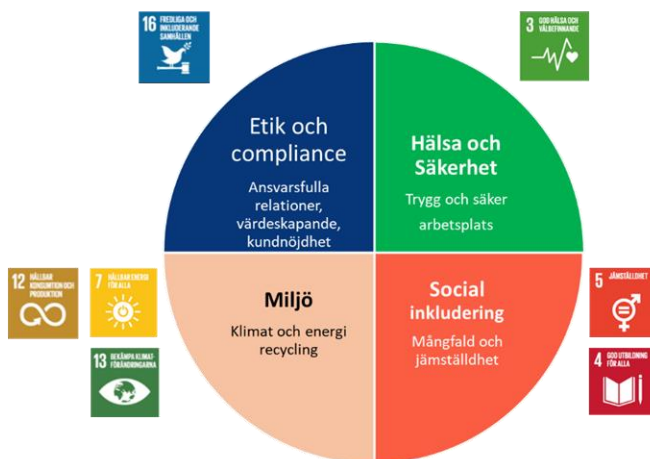 16 FREDLIGA OCH
INKLUDERANDE
SAMHÄLLEN
3 GOD HÄLSA OCH
VÄLBEFINNANDE
Etik och
compliance
Ansvarsfulla
relationer,
värdeskapande,
kundnöjdhet
Hälsa och
Säkerhet
Trygg och säker
arbetsplats
12 HÅLLBAR
KONSUMTION OCH
PRODUKTION
7 HÅLLBAR ENERGI
FÖR ALLA
13 BEKÄMPA KLIMAT-
FÖRÄNDRINGARNA
Miljö
Klimat och energi
recycling
Social
inkludering
Mångfald och
jämställdhet
5 JÄMSTÄLLDHET
4 GOD UTBILDNING
FÖR ALLA